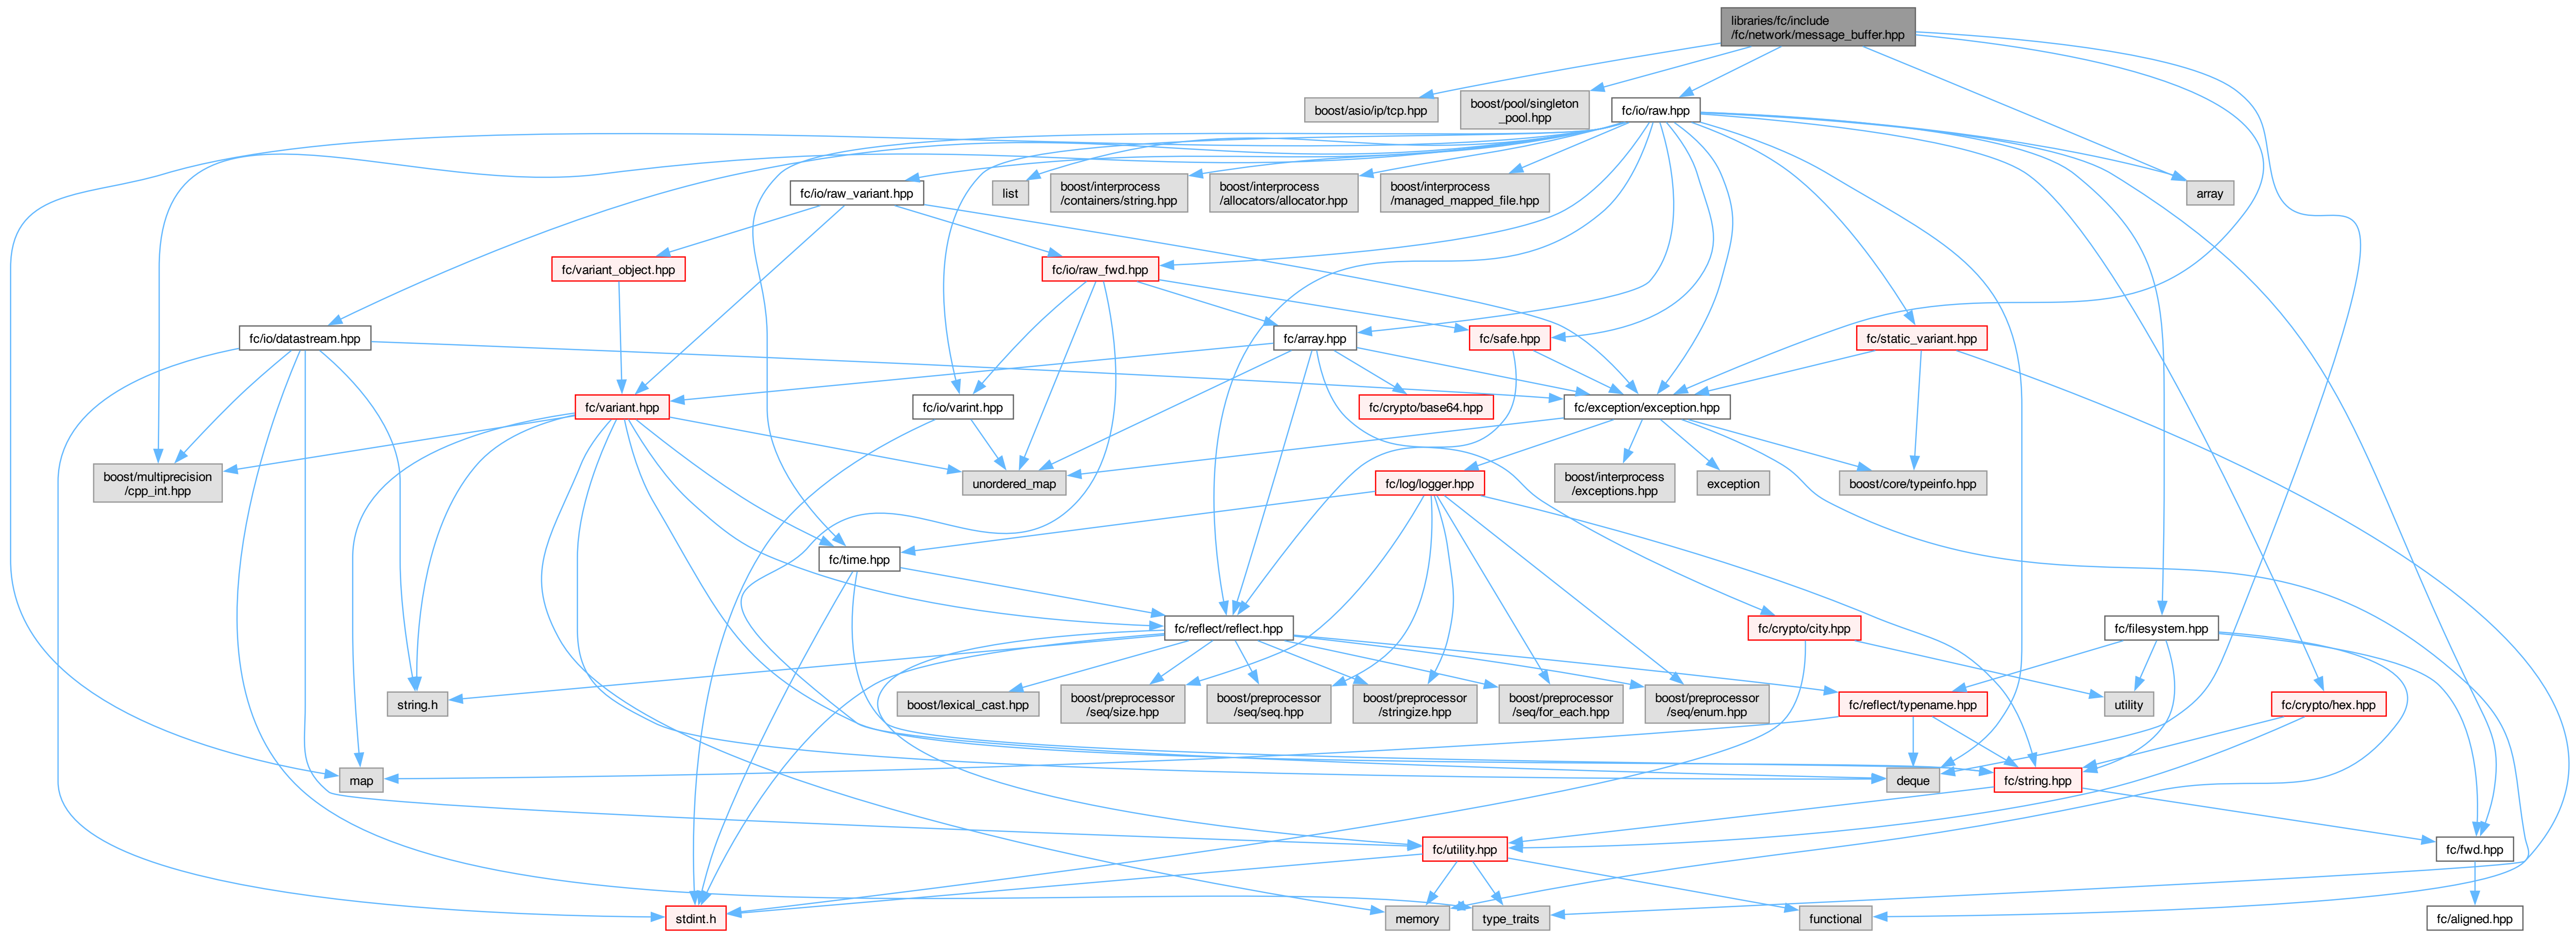 libraries/fc/include
/fc/network/message_buffer.hpp
boost/asio/ip/tcp.hpp
boost/pool/singleton
_pool.hpp
fc/io/raw.hpp
fc/io/raw_variant.hpp
list
boost/interprocess
/containers/string.hpp
boost/interprocess
/allocators/allocator.hpp
boost/interprocess
/managed_mapped_file.hpp
array
fc/variant_object.hpp
fc/io/raw_fwd.hpp
fc/io/datastream.hpp
fc/array.hpp
fc/safe.hpp
fc/static_variant.hpp
fc/variant.hpp
fc/io/varint.hpp
fc/crypto/base64.hpp
fc/exception/exception.hpp
boost/multiprecision
/cpp_int.hpp
unordered_map
fc/log/logger.hpp
boost/interprocess
/exceptions.hpp
exception
boost/core/typeinfo.hpp
fc/time.hpp
fc/reflect/reflect.hpp
fc/crypto/city.hpp
fc/filesystem.hpp
string.h
boost/lexical_cast.hpp
boost/preprocessor
/seq/size.hpp
boost/preprocessor
/seq/seq.hpp
boost/preprocessor
/stringize.hpp
boost/preprocessor
/seq/for_each.hpp
boost/preprocessor
/seq/enum.hpp
fc/reflect/typename.hpp
utility
fc/crypto/hex.hpp
map
deque
fc/string.hpp
fc/utility.hpp
fc/fwd.hpp
stdint.h
memory
type_traits
functional
fc/aligned.hpp